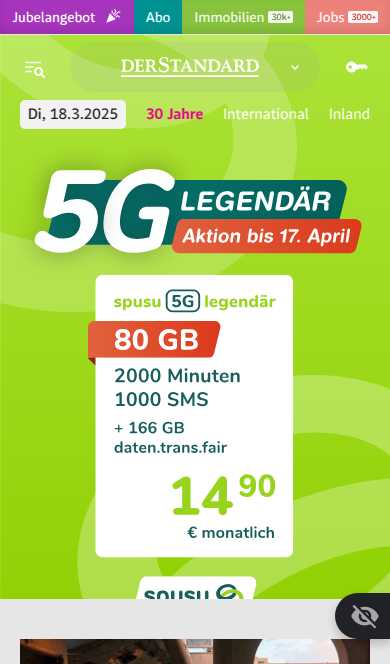 Jubelangebot Abo Immobilien 30k+ Jobs 3000+
DERSTANDARD
Di, 18.3.2025 30 Jahre International Inland
5G LEGENDÄR
Aktion bis 17. April
spusu 5G legendär
80 GB
2000 Minuten
1000 SMS
+ 166 GB
daten.trans.fair
14 90
€ monatlich
spusu